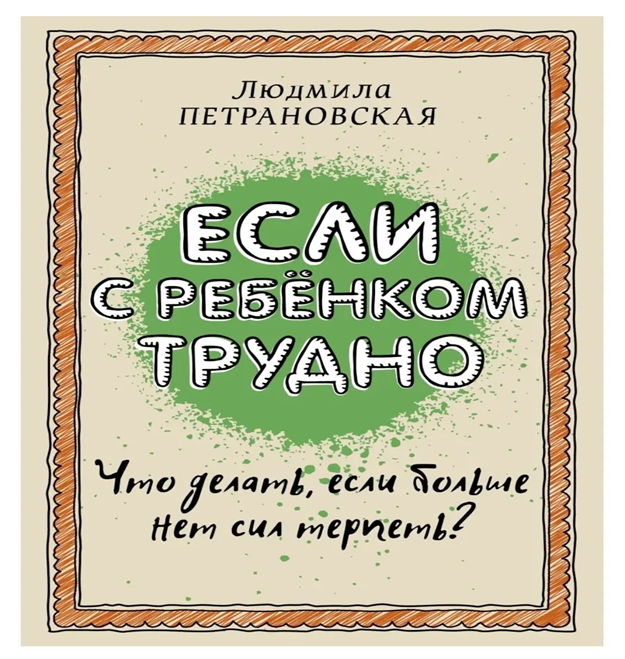 Людмила
ПЕТРАНОВСКАЯ
ЕСЛИ
С РЕБЁНКОМ
ТРУДНО
Что делать, если больше
нет сил терпеть?